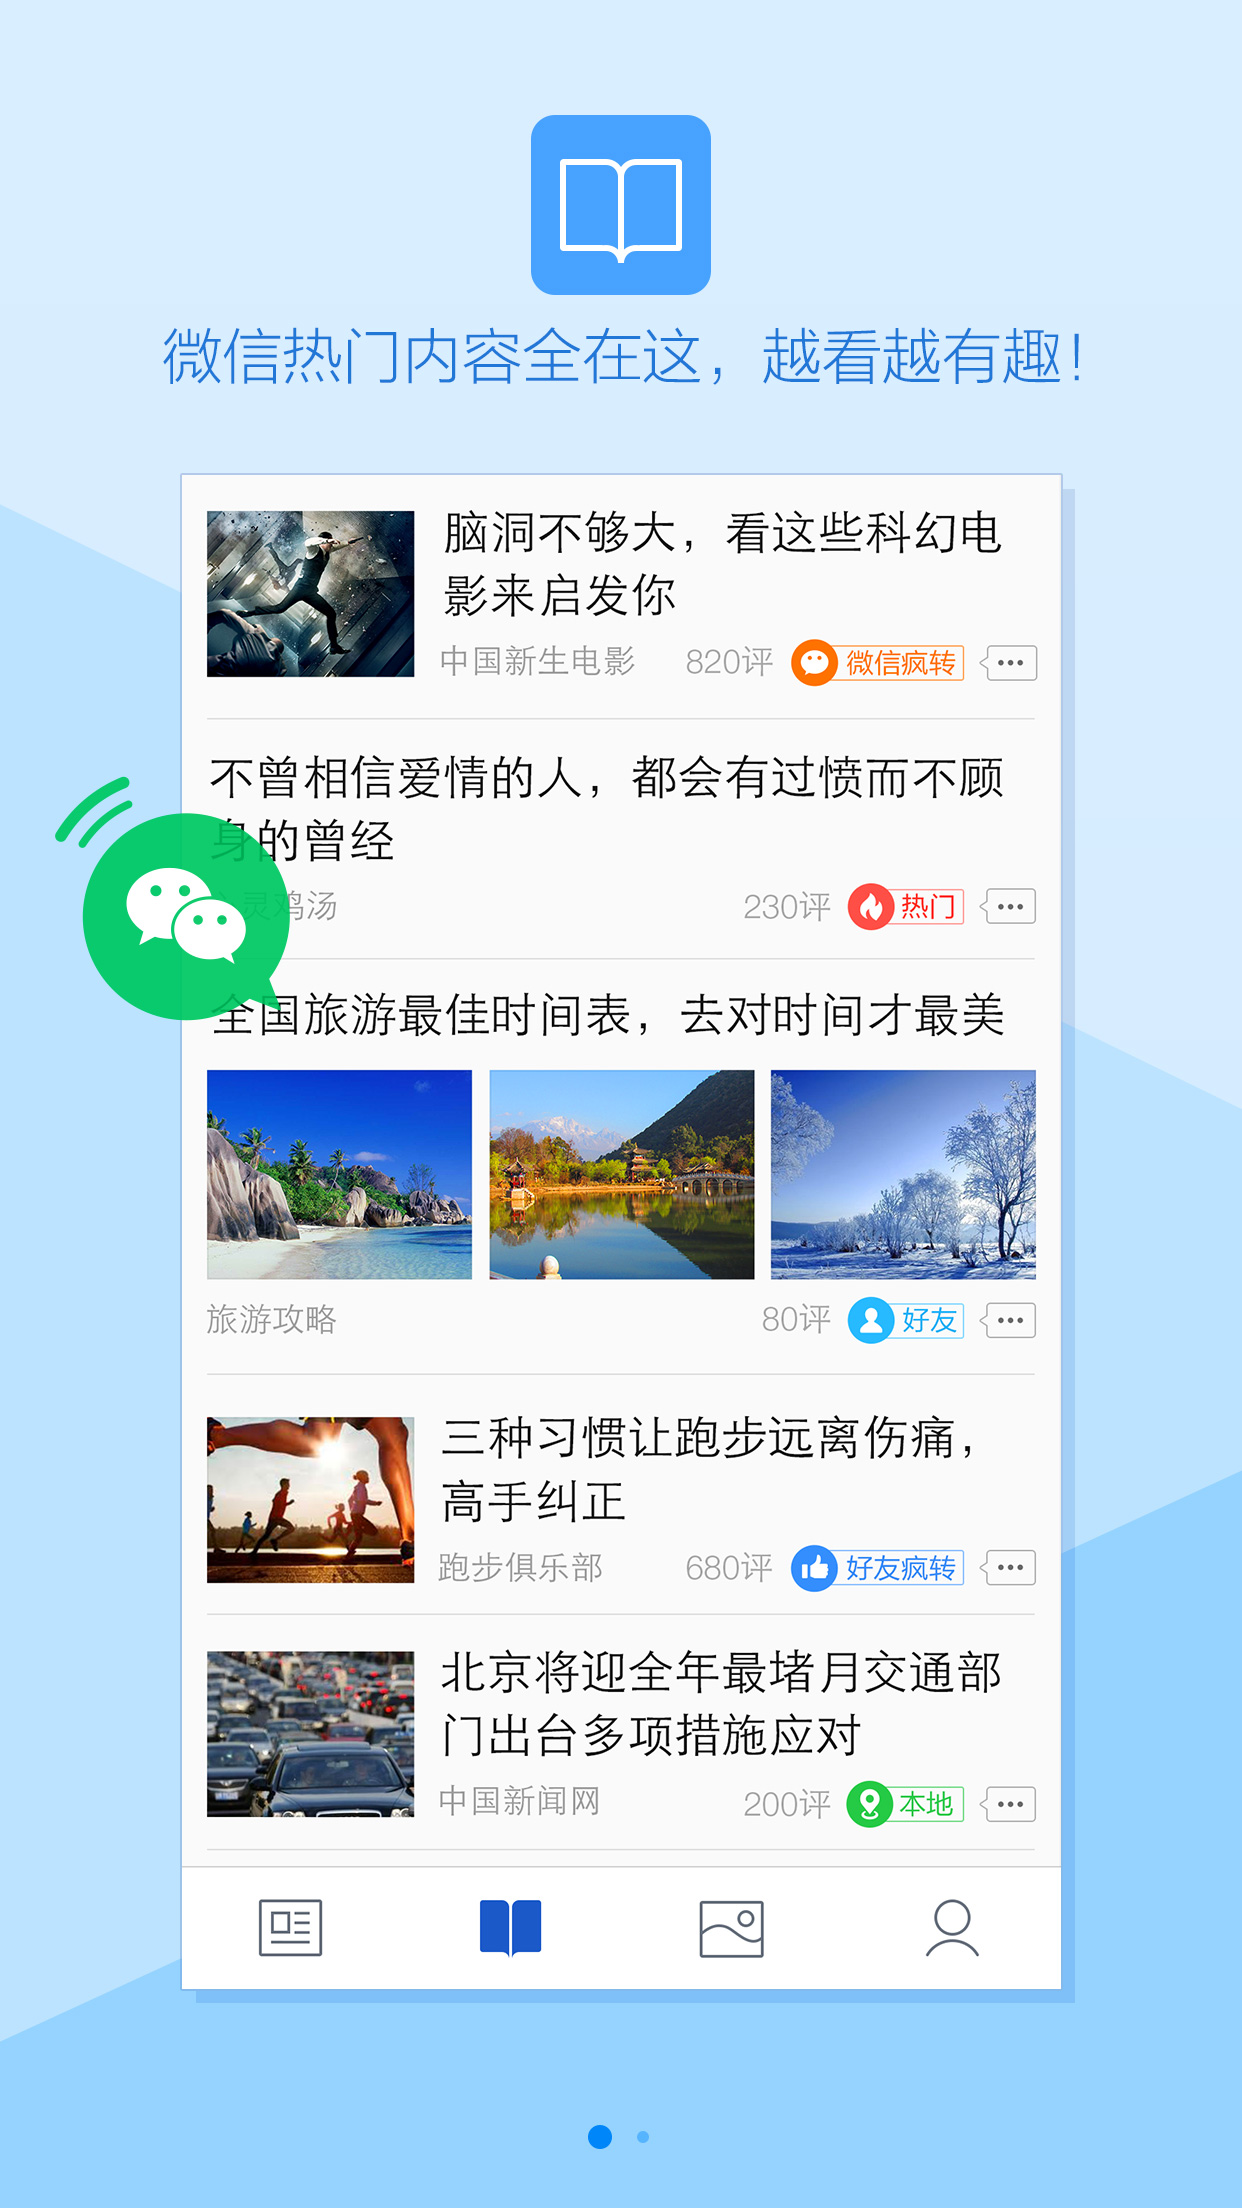 微信热门内容全在这，越看越有趣！
脑洞不够大，看这些科幻电
影来启发你
中国新生电影 820评 微信疯转
不曾相信爱情的人，都会有过愤而不顾
身的曾经
灵鸡汤 230评 热门
全国旅游最佳时间表，去对时间才最美
旅游攻略 80评 好友
三种习惯让跑步远离伤痛，
高手纠正
跑步俱乐部 680评 好友疯转
北京将迎全年最堵月交通部
门出台多项措施应对
中国新闻网 200评 本地